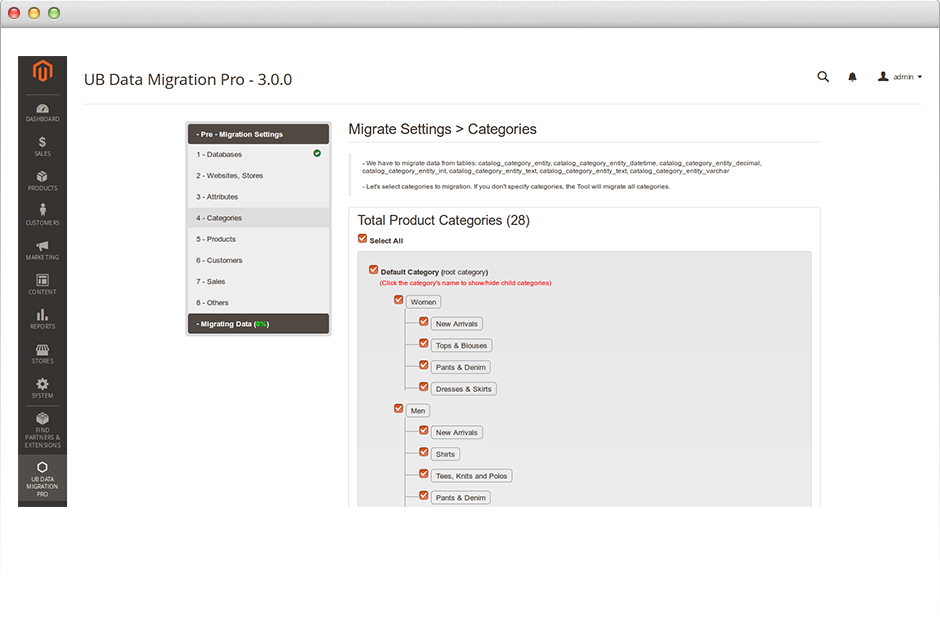 UB Data Migration Pro - 3.0.0
admin
DASHBOARD
SALES
PRODUCTS
CUSTOMERS
MARKETING
CONTENT
REPORTS
STORES
SYSTEM
FIND
PARTNERS &
EXTENSIONS
UB DATA
MIGRATION
PRO
- Pre - Migration Settings
1 - Databases
2 - Websites, Stores
3 - Attributes
4 - Categories
5 - Products
6 - Customers
7 - Sales
8 - Others
- Migrating Data (0%)
Migrate Settings > Categories
- We have to migrate data from tables: catalog_category_entity, catalog_category_entity_datetime, catalog_category_entity_decimal,
catalog_category_entity_int, catalog_category_entity_text, catalog_category_entity_text, catalog_category_entity_varchar
- Let's select categories to migration. If you don't specify categories, the Tool will migrate all categories.
Total Product Categories (28)
Select All
Default Category (root category)
(Click the category's name to show/hide child categories)
Women
New Arrivals
Tops & Blouses
Pants & Denim
Dresses & Skirts
Men
New Arrivals
Shirts
Tees, Knits and Polos
Pants & Denim